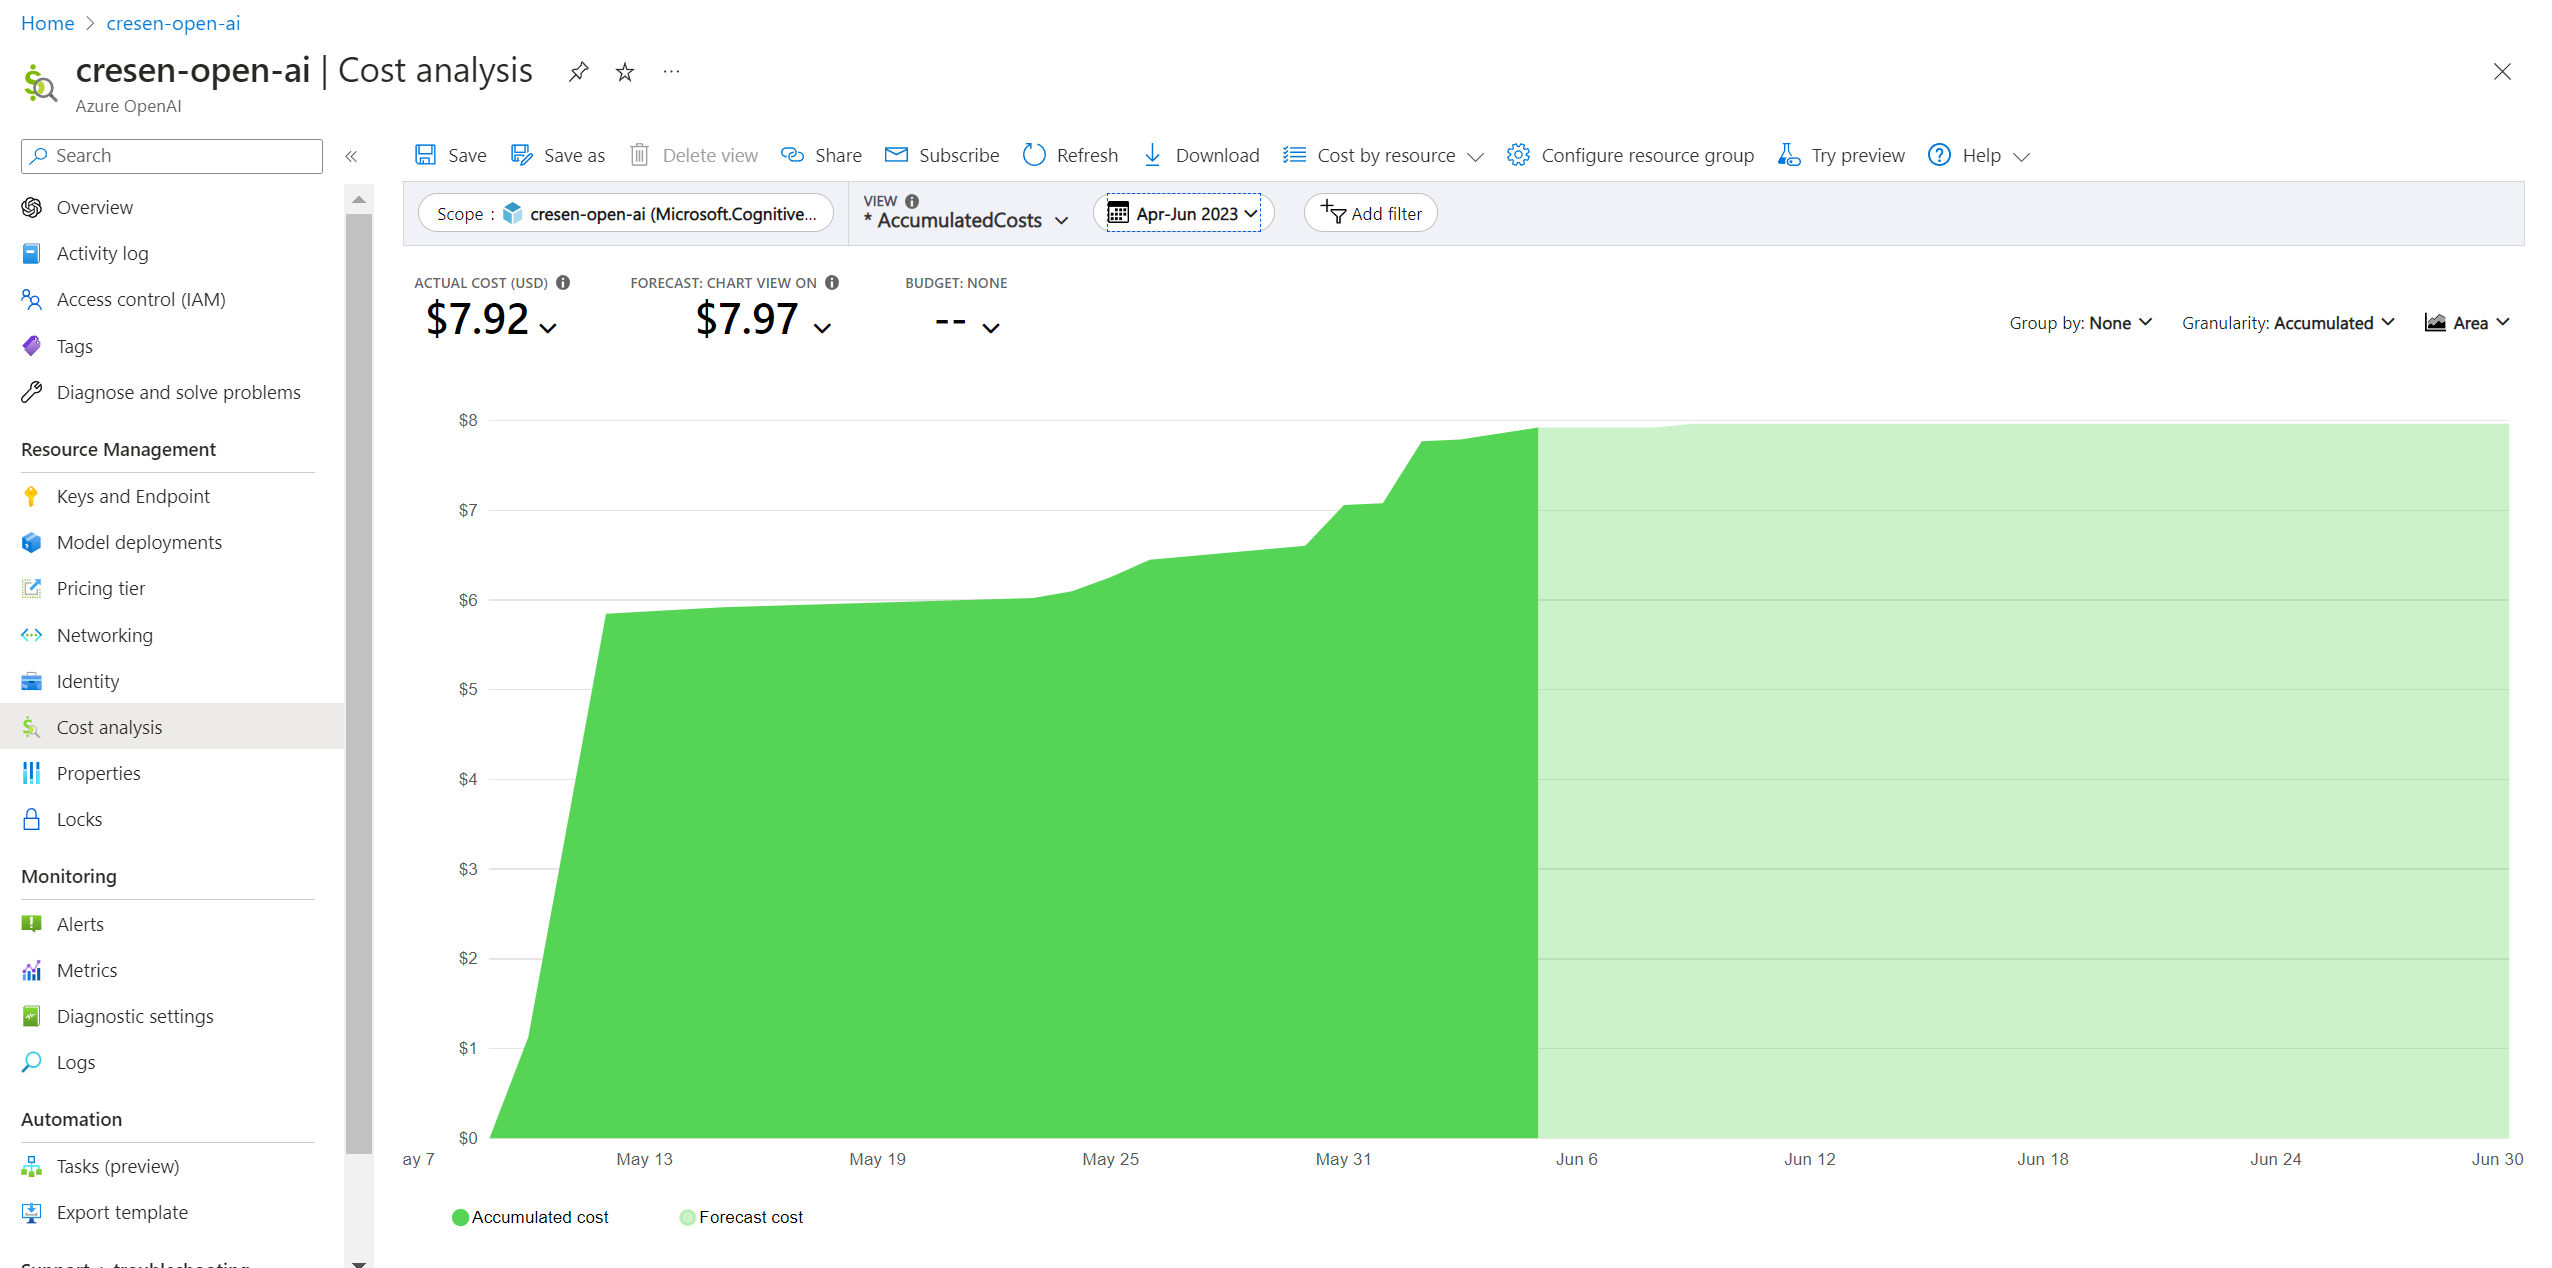 Home > cresen-open-ai
cresen-open-ai | Cost analysis
Azure OpenAI
Search
Overview
Activity log
Access control (IAM)
Tags
Diagnose and solve problems
Resource Management
Keys and Endpoint
Model deployments
Pricing tier
Networking
Identity
Cost analysis
Properties
Locks
Monitoring
Alerts
Metrics
Diagnostic settings
Logs
Automation
Tasks (preview)
Export template
Support + troubleshooting
Save Save as Delete view Share Subscribe Refresh Download Cost by resource Configure resource group Try preview Help
Scope : cresen-open-ai (Microsoft.Cognitive...
VIEW
* AccumulatedCosts
Apr-Jun 2023
Add filter
ACTUAL COST (USD)
$7.92
FORECAST: CHART VIEW ON
$7.97
BUDGET: NONE
--
Group by: None Granularity: Accumulated Area
$8
$7
$6
$5
$4
$3
$2
$1
$0
ay 7 May 13 May 19 May 25 May 31 Jun 6 Jun 12 Jun 18 Jun 24 Jun 30
Accumulated cost Forecast cost